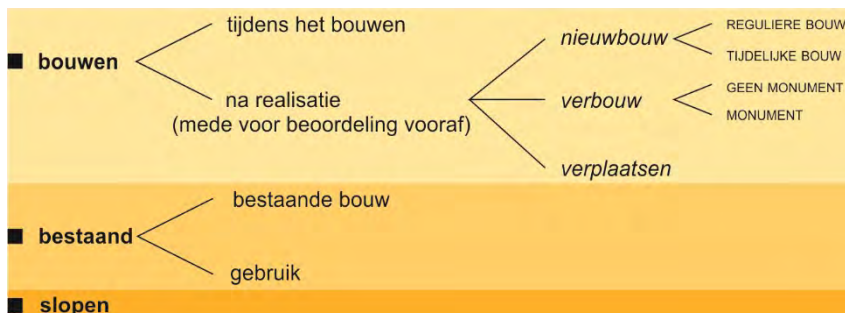 bouwen
tijdens het bouwen
na realisatie
(mede voor beoordeling vooraf)
nieuwbouw
REGULIERE BOUW
TIJDELIJKE BOUW
verbouw
GEEN MONUMENT
MONUMENT
verplaatsen
bestaand
bestaande bouw
gebruik
slopen